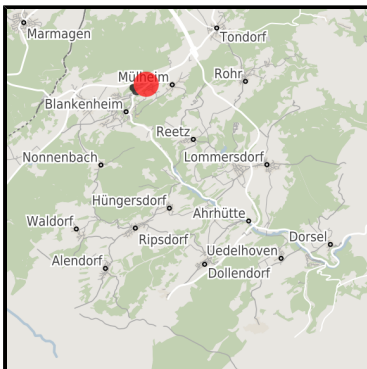 Marmagen
Tondorf
Mülheim
Rohr
Blankenheim
Reetz
Nonnenbach
Lommersdorf
Hüngersdorf
Ahrhütte
Waldorf
Ripsdorf
Dorsel
Uedelhoven
Alendorf
Dollendorf